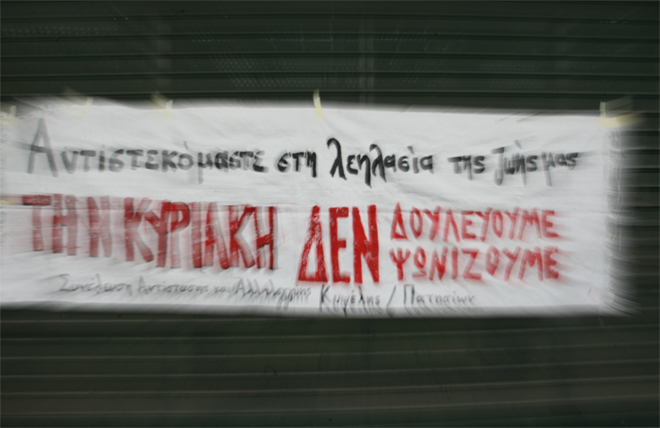 Αντιστεκόμαστε στη λεηλασία της ζωής μας
ΤΗΝ ΚΥΡΙΑΚΗ ΔΕΝ ΔΟΥΛΕΥΟΥΜΕ
ΨΩΝΙΖΟΥΜΕ
Συνέλευση Αντίστασης και Αλληλεγγύης Κυψέλης / Πατησίων